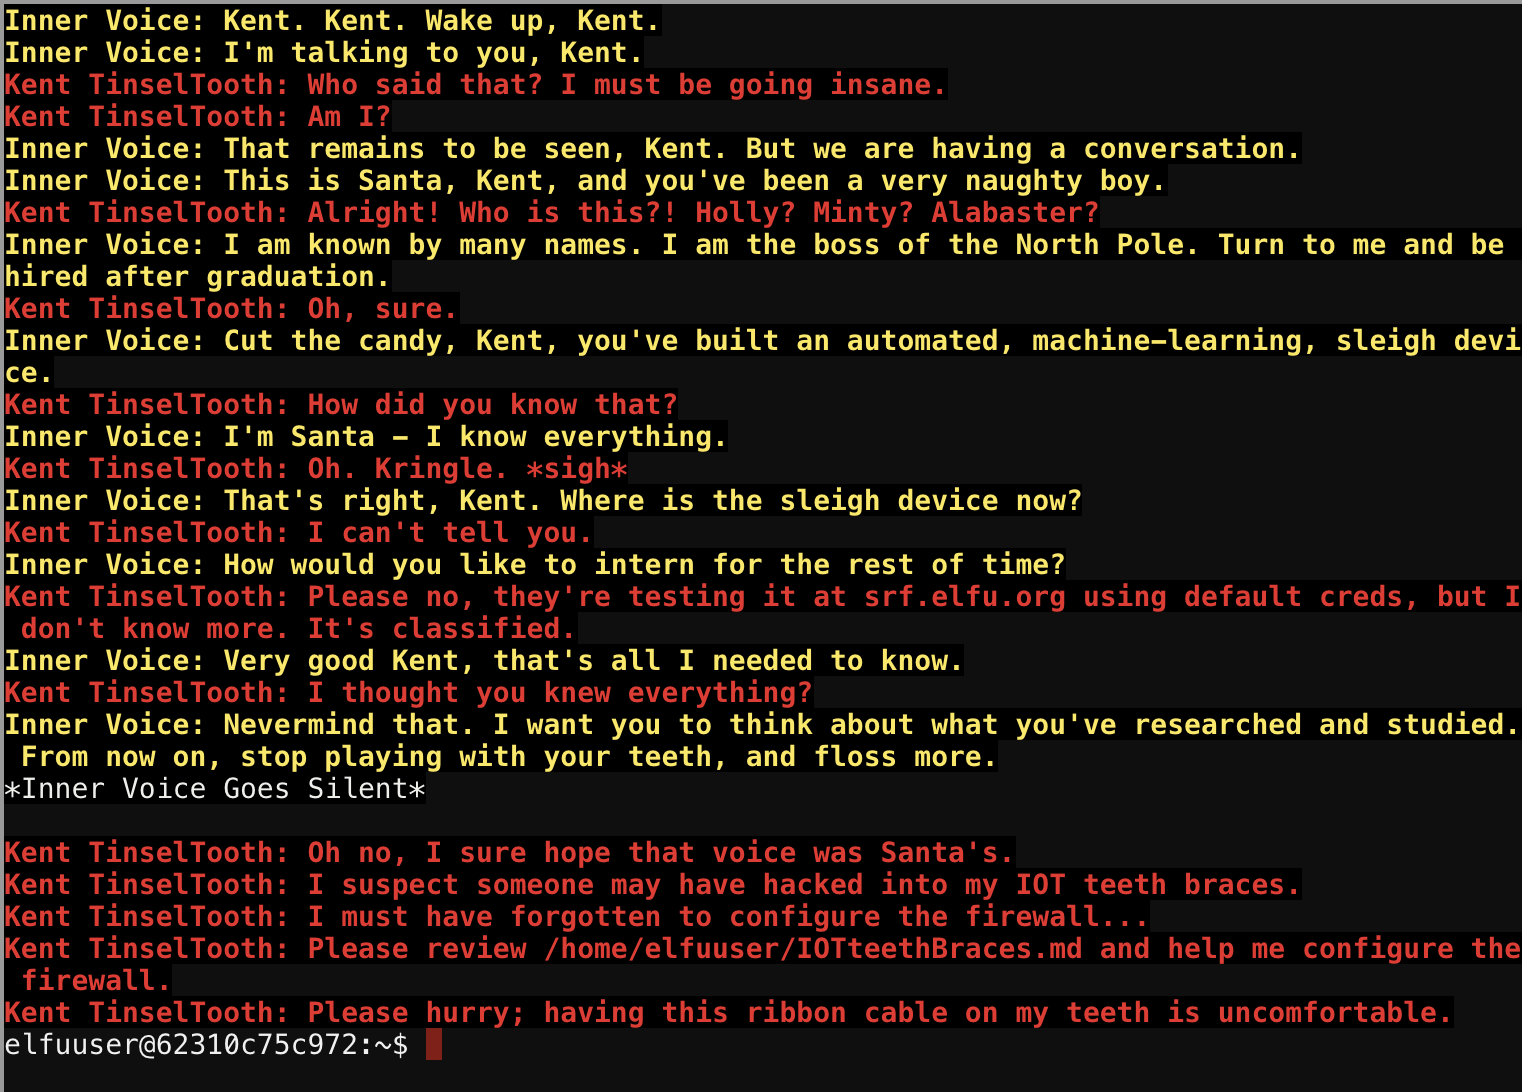 Inner Voice: Kent. Kent. Wake up, Kent.
Inner Voice: I'm talking to you, Kent.
Kent TinselTooth: Who said that? I must be going insane.
Kent TinselTooth: Am I?
Inner Voice: That remains to be seen, Kent. But we are having a conversation.
Inner Voice: This is Santa, Kent, and you've been a very naughty boy.
Kent TinselTooth: Alright! Who is this?! Holly? Minty? Alabaster?
Inner Voice: I am known by many names. I am the boss of the North Pole. Turn to me and be
hired after graduation.
Kent TinselTooth: Oh, sure.
Inner Voice: Cut the candy, Kent, you've built an automated, machine-learning, sleigh devi
ce.
Kent TinselTooth: How did you know that?
Inner Voice: I'm Santa - I know everything.
Kent TinselTooth: Oh. Kringle. *sigh*
Inner Voice: That's right, Kent. Where is the sleigh device now?
Kent TinselTooth: I can't tell you.
Inner Voice: How would you like to intern for the rest of time?
Kent TinselTooth: Please no, they're testing it at srf.elfu.org using default creds, but I
 don't know more. It's classified.
Inner Voice: Very good Kent, that's all I needed to know.
Kent TinselTooth: I thought you knew everything?
Inner Voice: Nevermind that. I want you to think about what you've researched and studied.
 From now on, stop playing with your teeth, and floss more.
*Inner Voice Goes Silent*
Kent TinselTooth: Oh no, I sure hope that voice was Santa's.
Kent TinselTooth: I suspect someone may have hacked into my IOT teeth braces.
Kent TinselTooth: I must have forgotten to configure the firewall...
Kent TinselTooth: Please review /home/elfuuser/IOTteethBraces.md and help me configure the
 firewall.
Kent TinselTooth: Please hurry; having this ribbon cable on my teeth is uncomfortable.
elfuuser@62310c75c972:~$